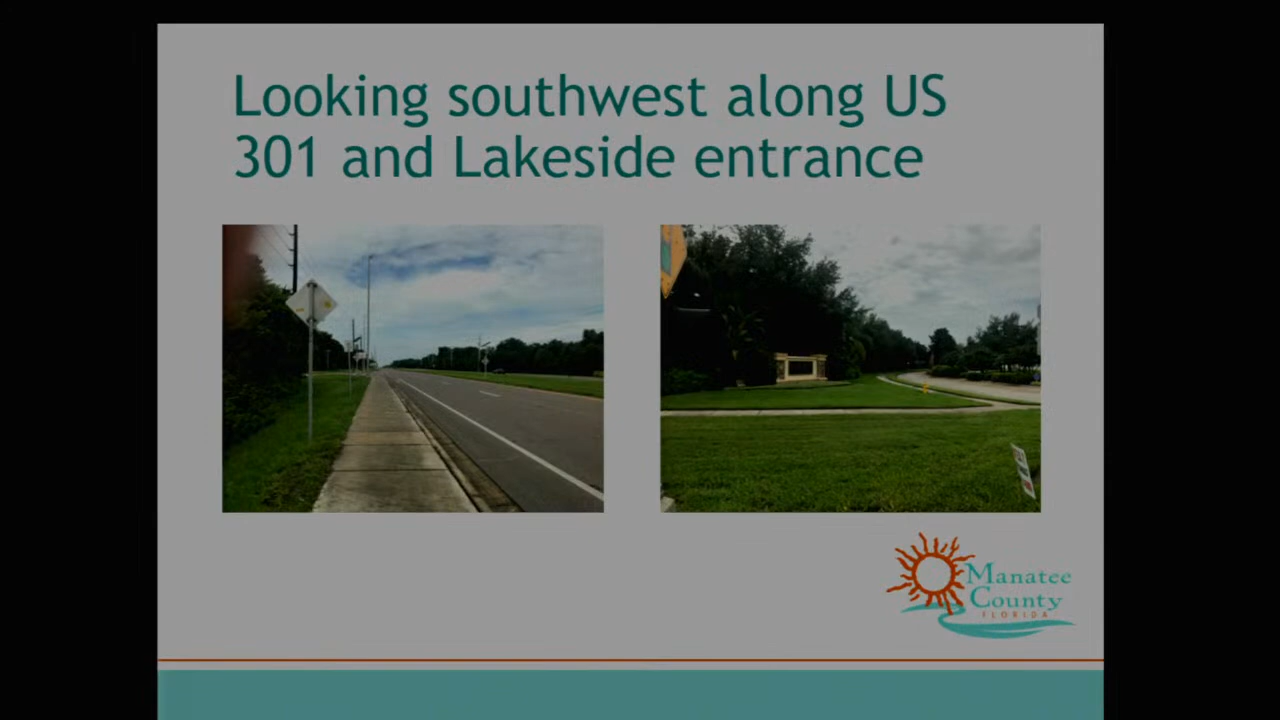 Looking southwest along US
301 and Lakeside entrance
Manatee
County
FLORIDA